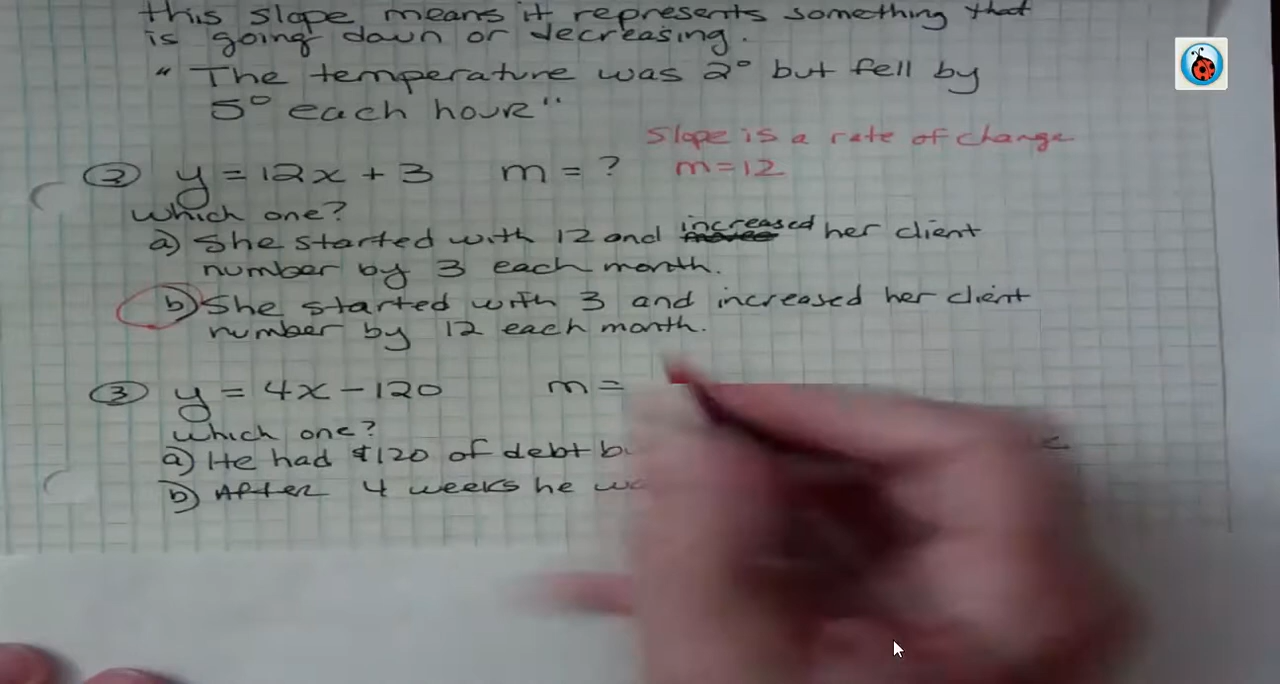 this slope means it represents something that
is going down or decreasing.
" The temperature was 2° but fell by
5° each hour"
Slope is a rate of change
② y = 12x + 3 m = ? m = 12
which one?
a) She started with 12 and increased her client
number by 3 each month.
b) She started with 3 and increased her client
number by 12 each month.
③ y = 4x - 120 m =
which one?
a) He had $120 of debt
b) After 4 weeks he